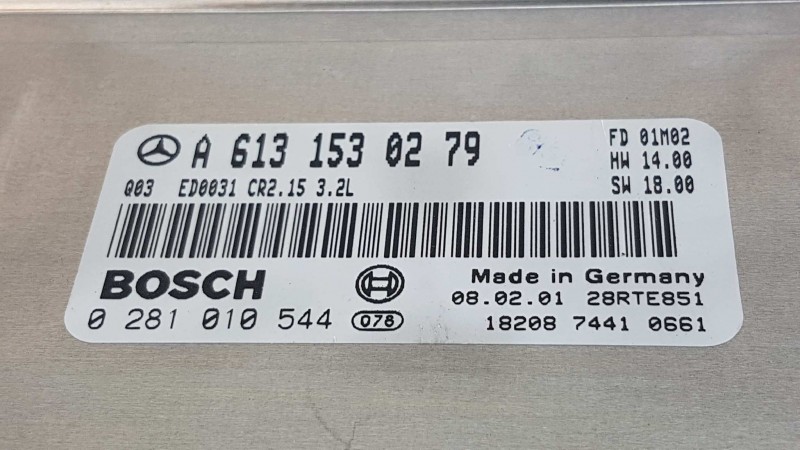 A 613 153 02 79
FD 01M02
HW 14.00
SW 18.00
Q03 ED0031 CR2.15 3.2L
BOSCH
Made in Germany
08.02.01 28RTE851
0 281 010 544 078
18208 7441 0661